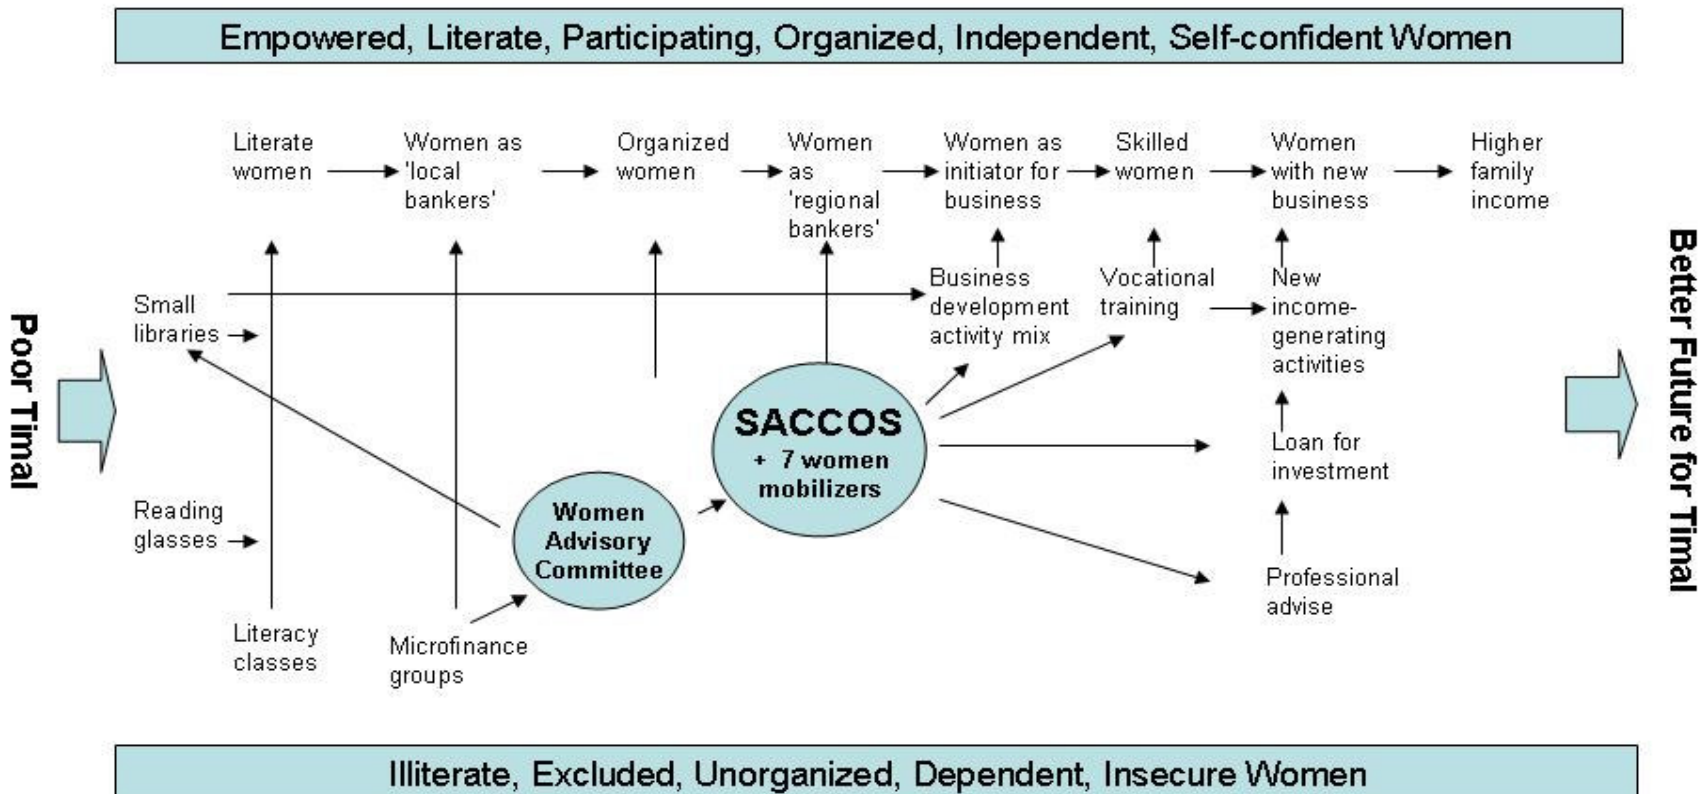 Empowered, Literate, Participating, Organized, Independent, Self-confident Women
Literate
women
Women as
'local
bankers'
Organized
women
Women
as
'regional
bankers'
Women as
initiator for
business
Skilled
women
Women
with new
business
Higher
family
income
Poor Timal
Small
libraries
Business
development
activity mix
Vocational
training
New
income-
generating
activities
Better Future for Timal
SACCOS
+ 7 women
mobilizers
Loan for
investment
Reading
glasses
Women
Advisory
Committee
Professional
advise
Literacy
classes
Microfinance
groups
Illiterate, Excluded, Unorganized, Dependent, Insecure Women